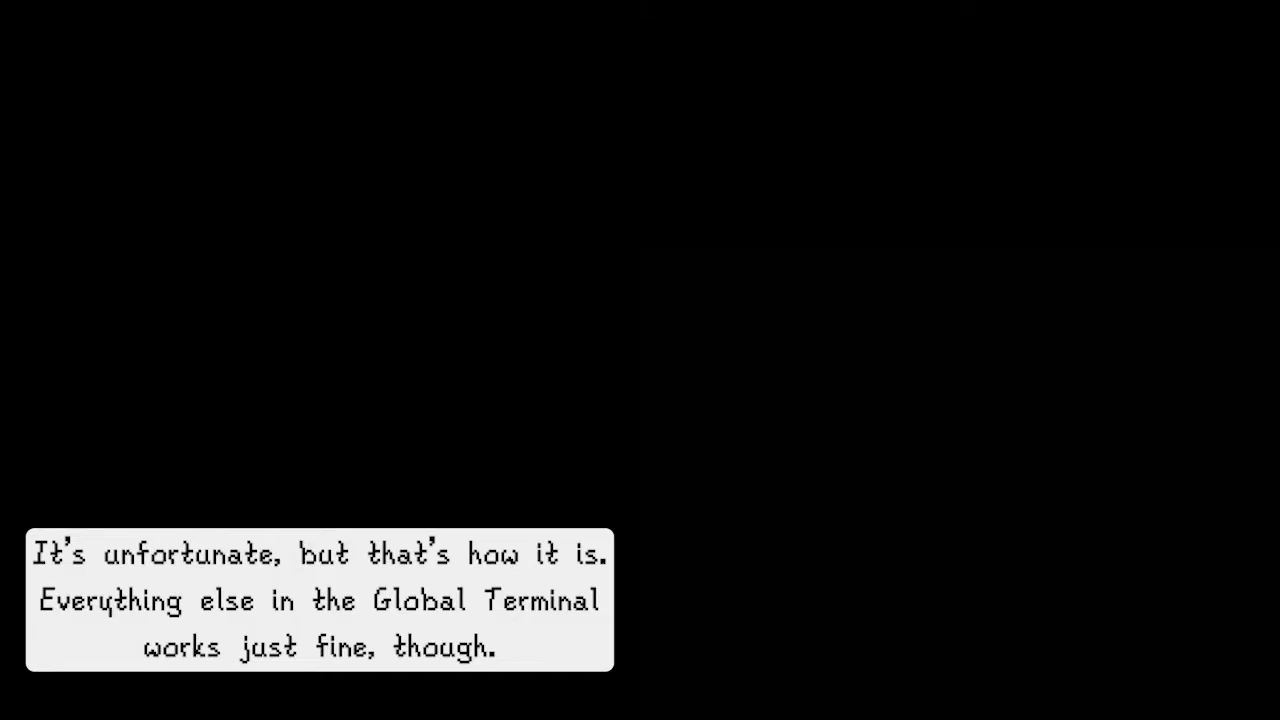 It's unfortunate, but that's how it is.
Everything else in the Global Terminal
works just fine, though.